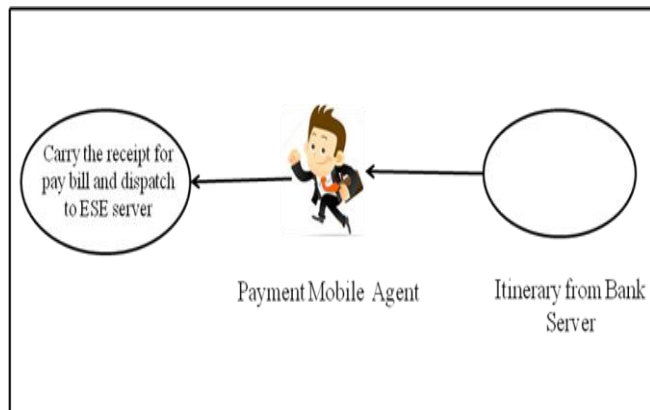 Carry the receipt for
pay bill and dispatch
to ESE server
Payment Mobile Agent
Itinerary from Bank
Server